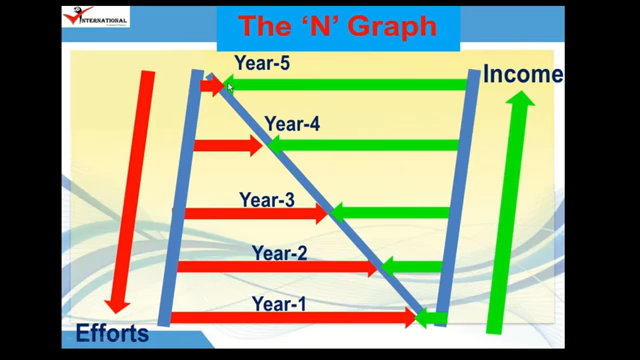 INTERNATIONAL
The ‘N’ Graph
Year-5
Income
Year-4
Year-3
Year-2
Year-1
Efforts